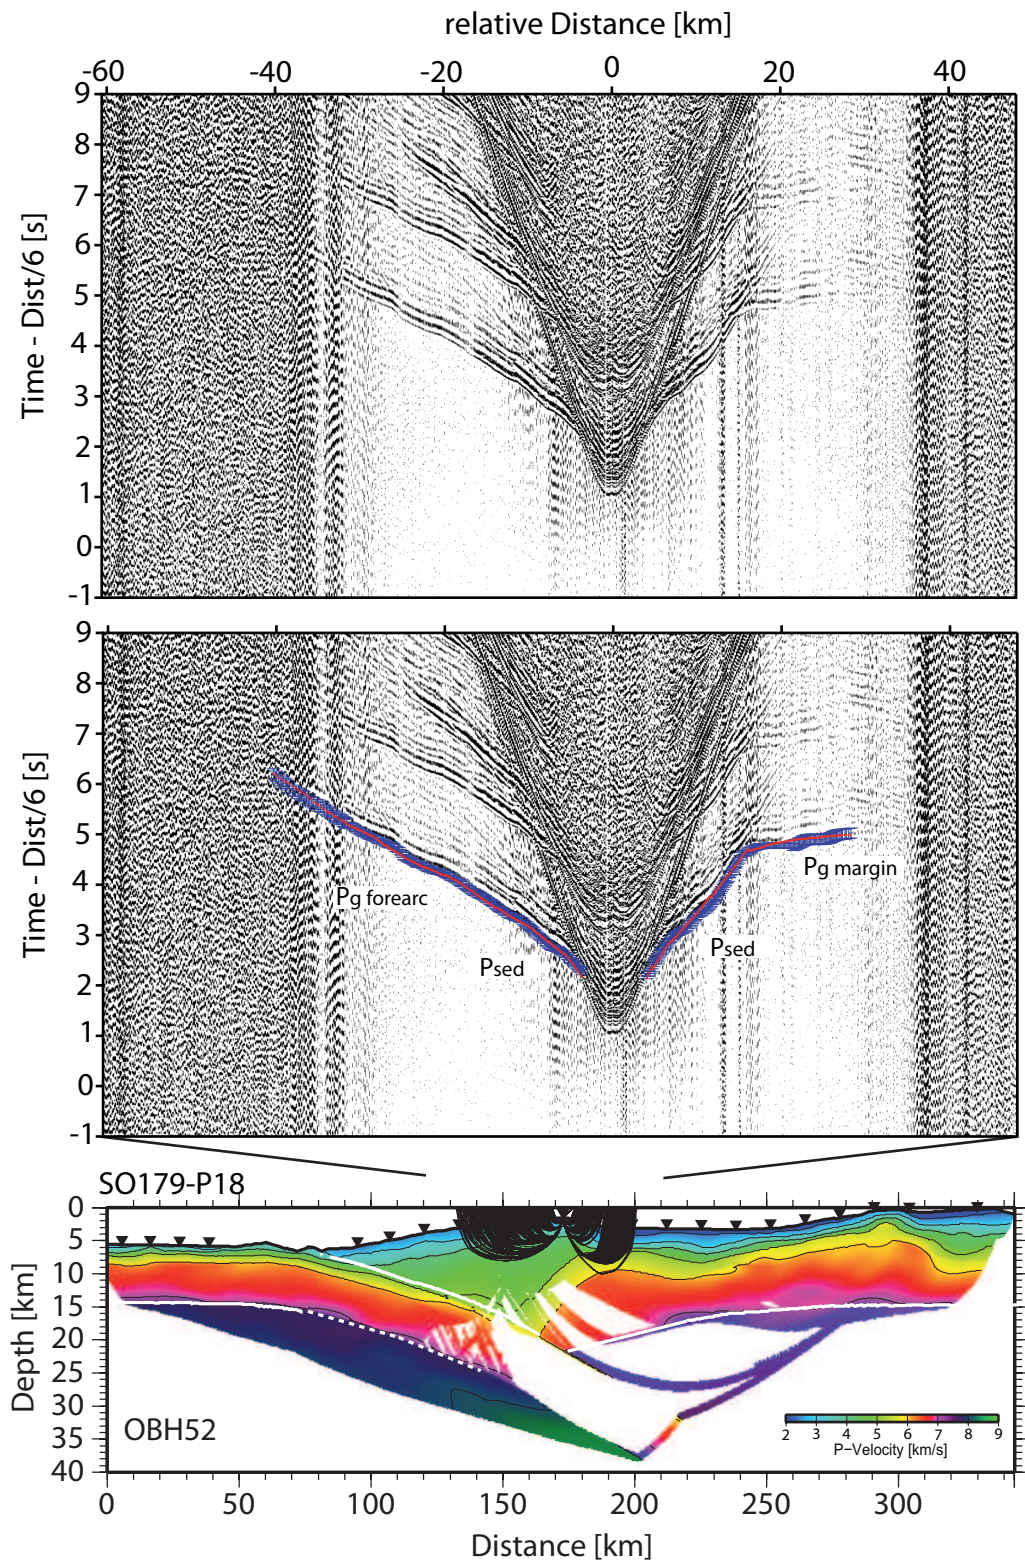 relative Distance [km]
-60 -40 -20 0 20 40
9
8
7
6
5
4
3
2
1
0
-1
Time - Dist/6 [s]
9
8
7
6
5
4
3
2
1
0
-1
Time - Dist/6 [s]
Pg forearc
Psed
Psed
Pg margin
SO179-P18
0
5
10
15
20
25
30
35
40
Depth [km]
OBH52
2 3 4 5 6 7 8 9
P-Velocity [km/s]
0 50 100 150 200 250 300
Distance [km]